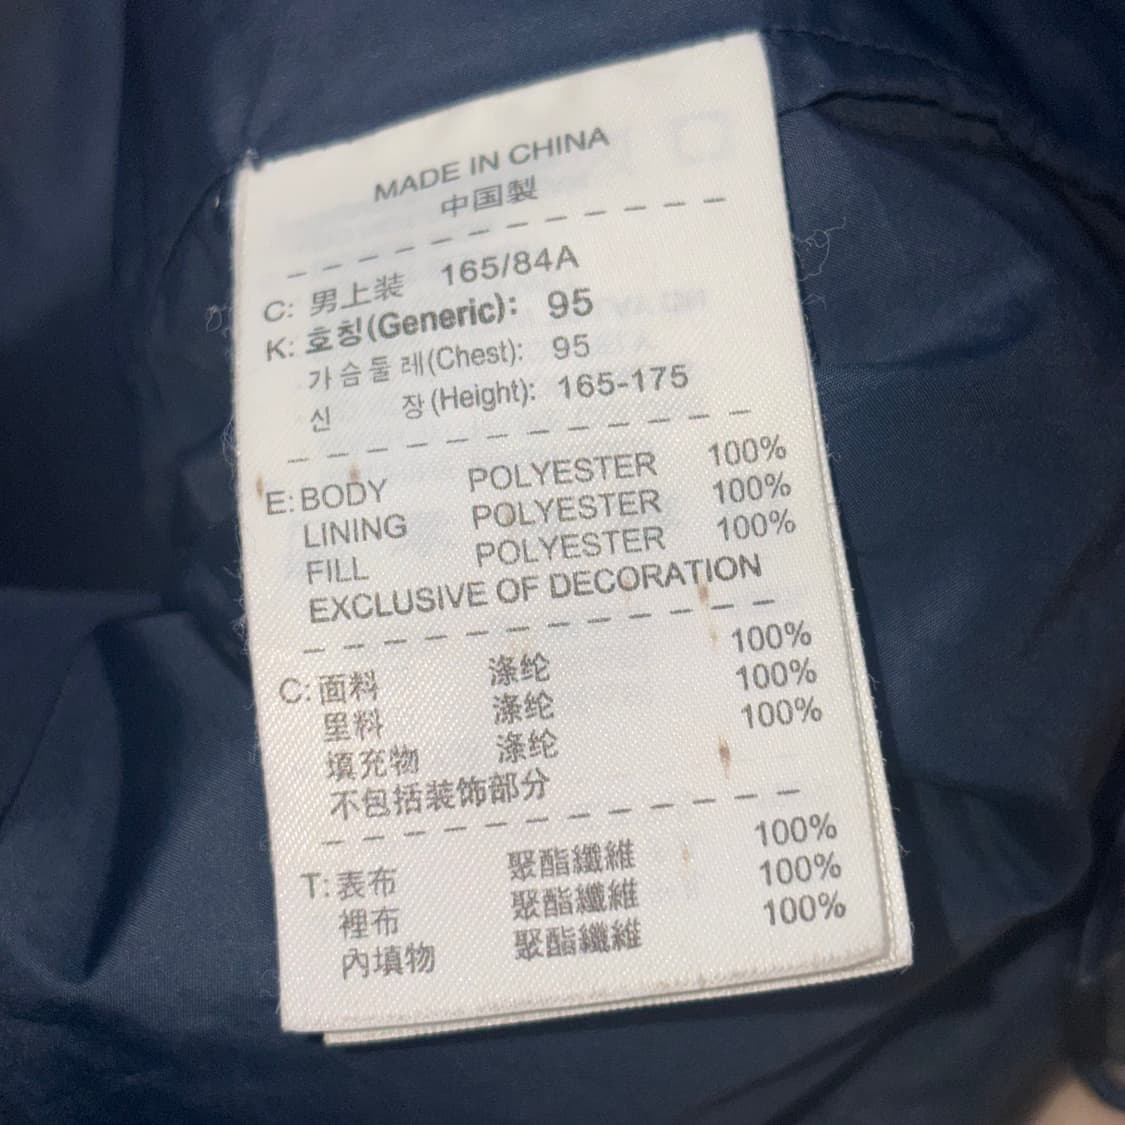 MADE IN CHINA
中国製
C: 男上装 165/84A
K: 호칭(Generic): 95
가슴둘레(Chest): 95
신 장(Height): 165-175
E: BODY POLYESTER 100%
LINING POLYESTER 100%
FILL POLYESTER 100%
EXCLUSIVE OF DECORATION
C: 面料 涤纶 100%
里料 涤纶 100%
填充物 涤纶 100%
不包括装饰部分
T: 表布 聚酯纖維 100%
裡布 聚酯纖維 100%
內填物 聚酯纖維 100%